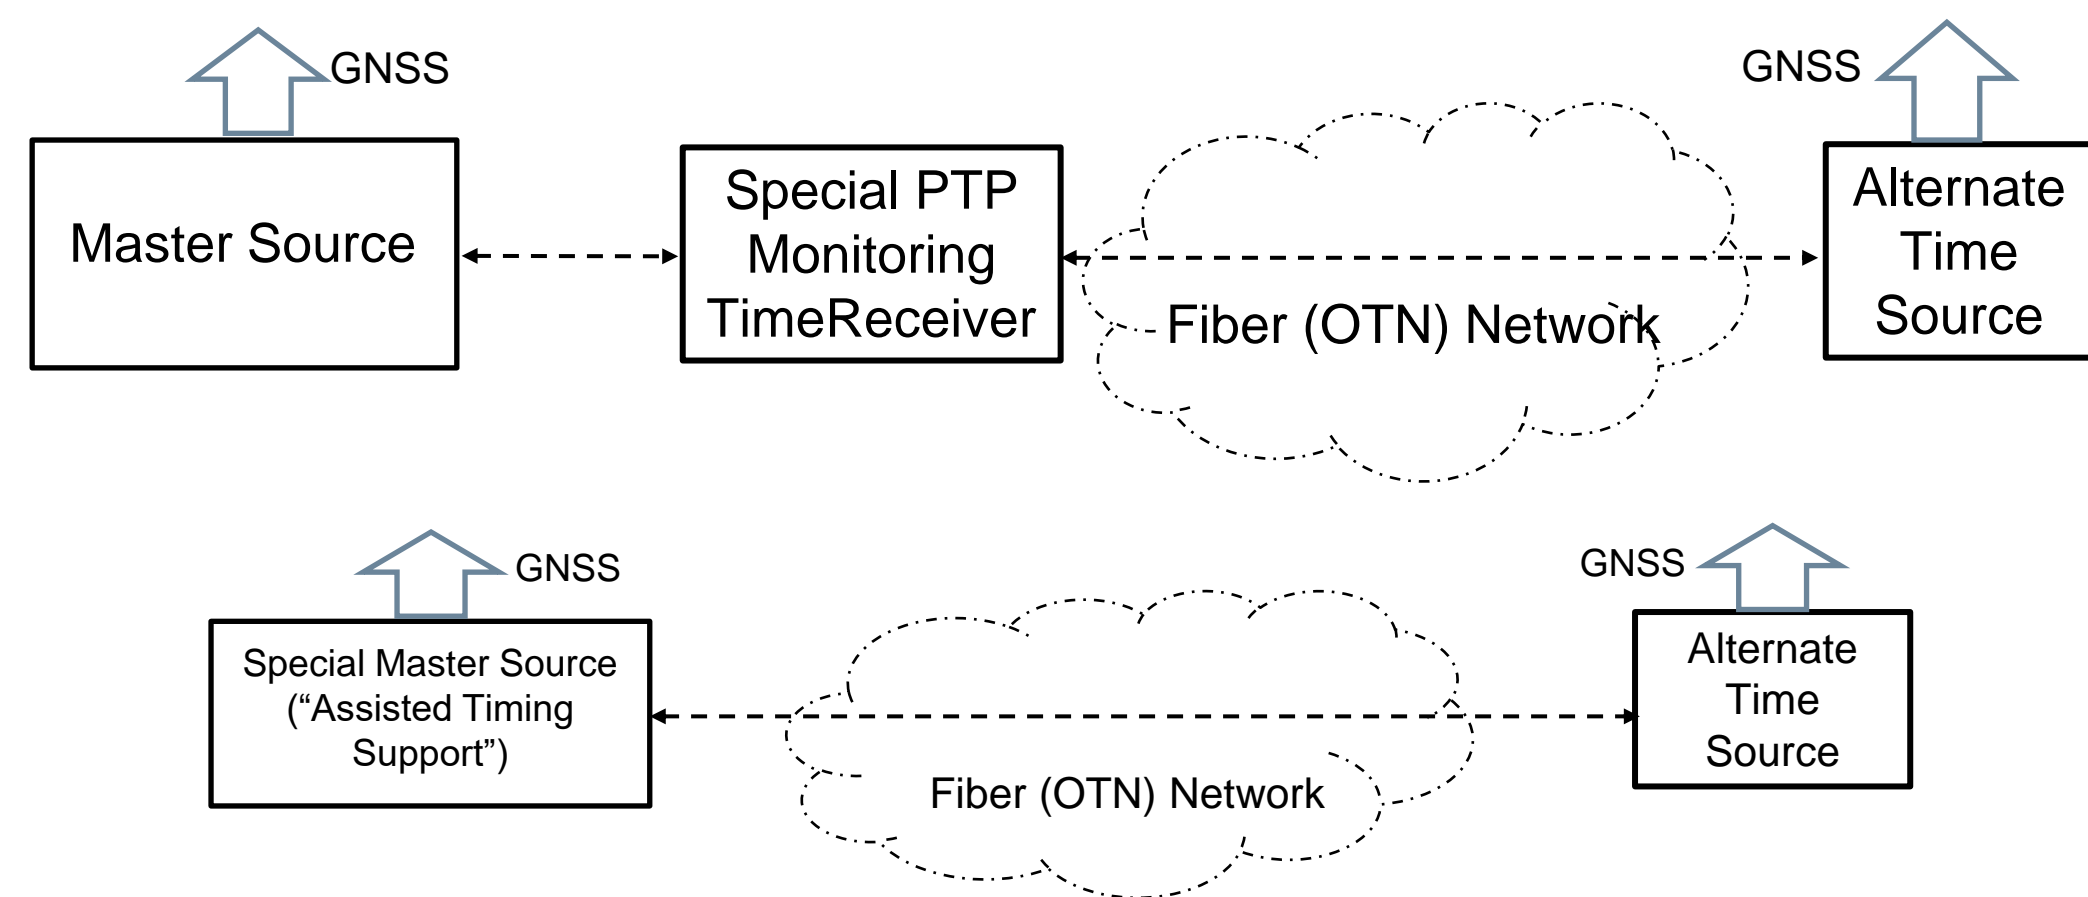 GNSS
GNSS
Master Source
Special PTP
Monitoring
TimeReceiver
Fiber (OTN) Network
Alternate
Time
Source
GNSS
GNSS
Special Master Source
(“Assisted Timing
Support”)
Fiber (OTN) Network
Alternate
Time
Source